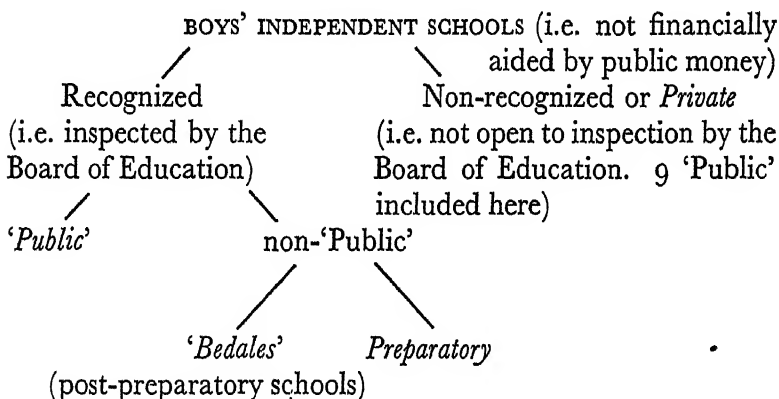 BOYS' INDEPENDENT SCHOOLS (i.e. not financially
aided by public money)
Recognized
(i.e. inspected by the
Board of Education)
Non-recognized or Private
(i.e. not open to inspection by the
Board of Education. 9 'Public'
included here)
'Public'
non-'Public'
'Bedales'
(post-preparatory schools)
Preparatory